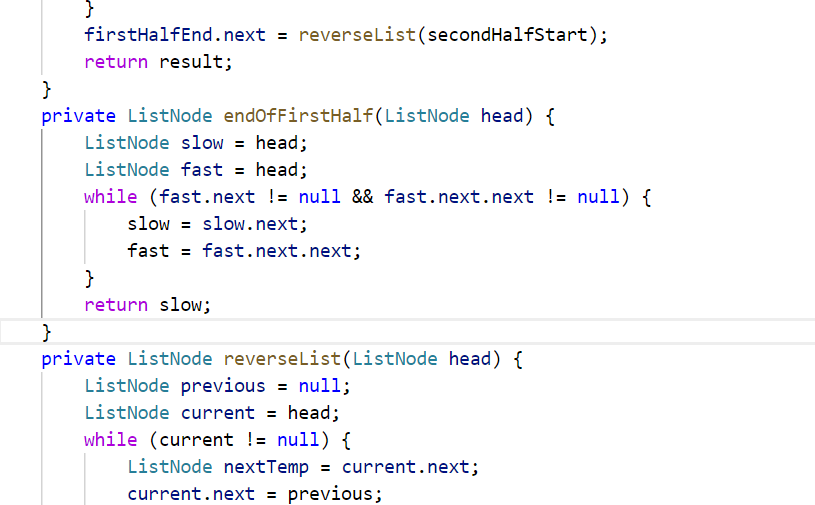 }
firstHalfEnd.next = reverseList(secondHalfStart);
return result;
}
private ListNode endOfFirstHalf(ListNode head) {
ListNode slow = head;
ListNode fast = head;
while (fast.next != null && fast.next.next != null) {
slow = slow.next;
fast = fast.next.next;
}
return slow;
}
private ListNode reverseList(ListNode head) {
ListNode previous = null;
ListNode current = head;
while (current != null) {
ListNode nextTemp = current.next;
current.next = previous;